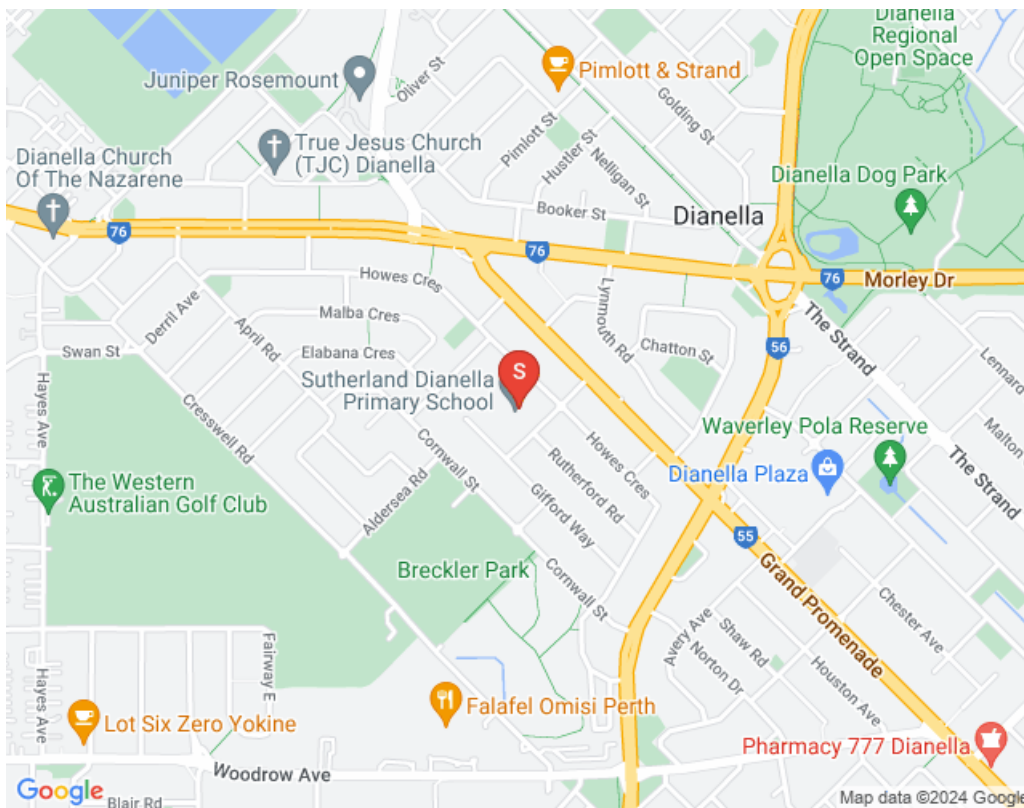 Dianella
Regional
Open Space
Juniper Rosemount
Oliver St
Pimlott & Strand
Golding St
True Jesus Church
(TJC) Dianella
Pimlott St
Hustler St
Nelligan St
Dianella Church
Of The Nazarene
Dianella Dog Park
Booker St
Dianella
76
76
76
Morley Dr
Howes Cres
Lynmouth Rd
Derril Ave
April Rd
Malba Cres
The Strand
56
Swan St
Elabana Cres
Chatton St
Lennard
Hayes Ave
Sutherland Dianella
Primary School
S
Cresswell Rd
Malton
Waverley Pola Reserve
Howes Cres
Cornwall St
The Strand
Dianella Plaza
The Western
Australian Golf Club
Aldersea Rd
Rutherford Rd
Gifford Way
55
Breckler Park
Grand Promenade
Cornwall St
Chester Ave
Avery Ave
Shaw Rd
Norton Dr
Fairway E
Houston Ave
Hayes Ave
Falafel Omisi Perth
Lot Six Zero Yokine
Pharmacy 777 Dianella
Woodrow Ave
Google
Blair Rd
Map data ©2024 Google